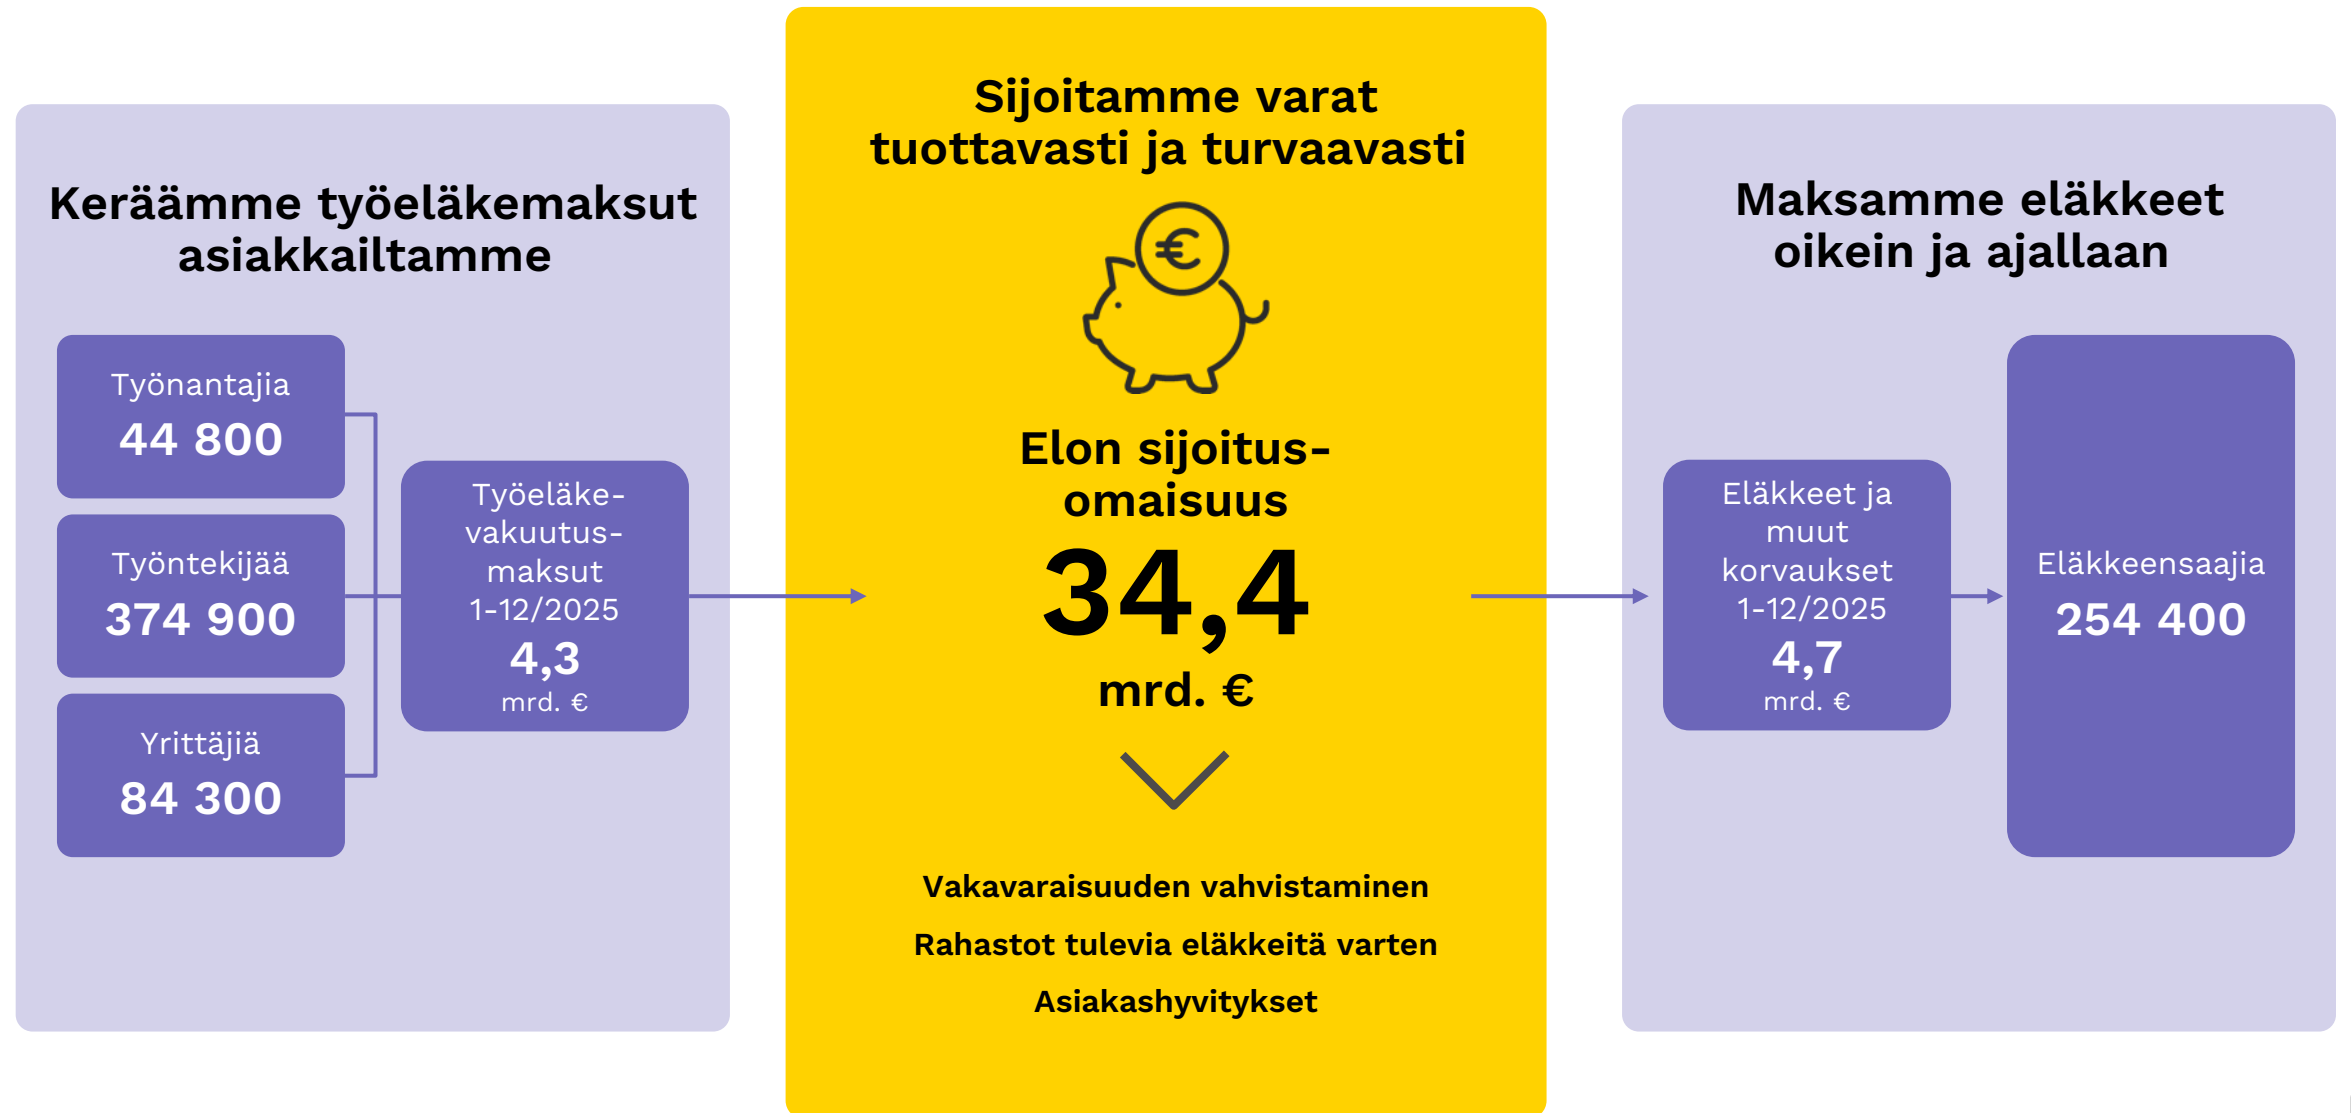 Keräämme työeläkemaksut
asiakkailtamme
Työnantajia
44 800
Työntekijää
374 900
Yrittäjiä
84 300
Työeläke-
vakuutus-
maksut
1-12/2025
4,3
mrd. €
Sijoitamme varat
tuottavasti ja turvaavasti
€
Elon sijoitus-
omaisuus
34,4
mrd. €
Vakavaraisuuden vahvistaminen
Rahastot tulevia eläkkeitä varten
Asiakashyvitykset
Maksamme eläkkeet
oikein ja ajallaan
Eläkkeet ja
muut
korvaukset
1-12/2025
4,7
mrd. €
Eläkkeensaajia
254 400